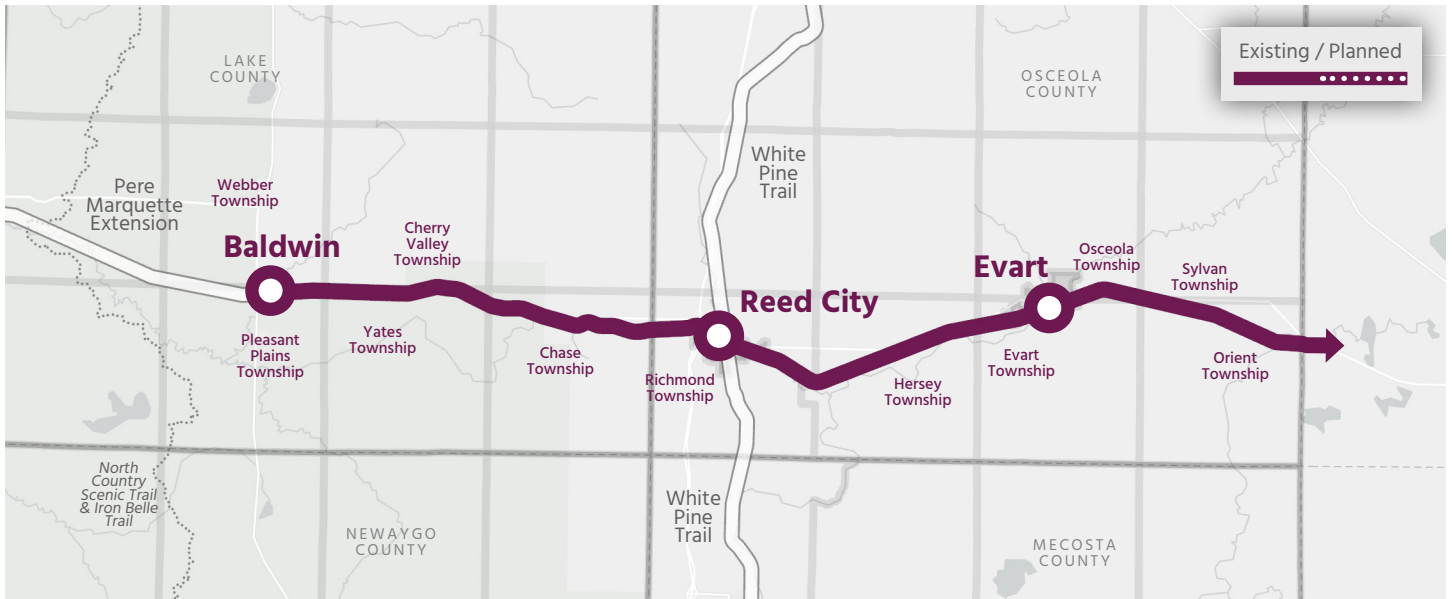 Existing / Planned
LAKE
COUNTY
OSCEOLA
COUNTY
White
Pine
Trail
Pere
Marquette
Extension
Webber
Township
Baldwin
Cherry
Valley
Township
Evart
Osceola
Township
Sylvan
Township
Reed City
Pleasant
Plains
Township
Yates
Township
Chase
Township
Richmond
Township
Hersey
Township
Evart
Township
Orient
Township
North
Country
Scenic Trail
& Iron Belle
Trail
White
Pine
Trail
NEWAYGO
COUNTY
MECOSTA
COUNTY